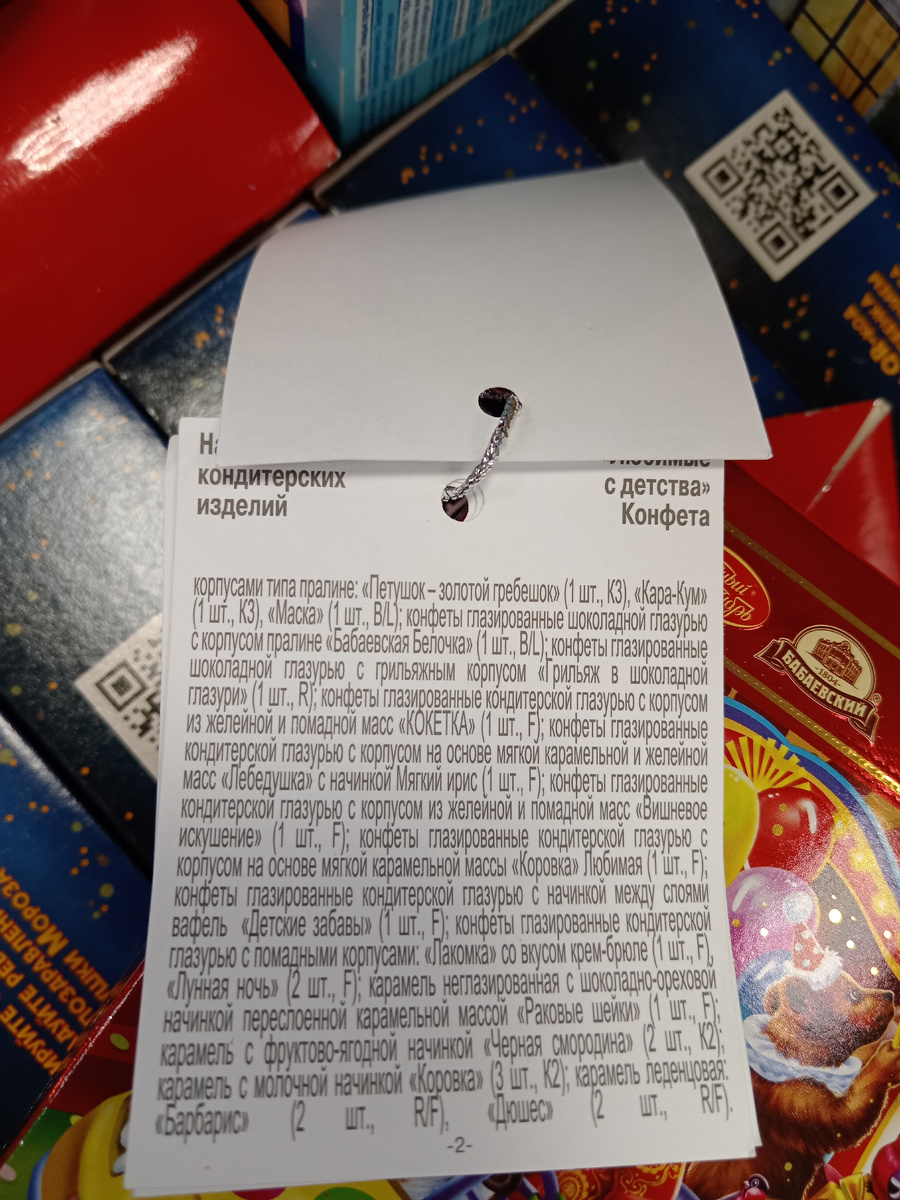 кондитерских
изделий
«Любимые
с детства»
Конфета
корпусами типа пралине: «Петушок – золотой гребешок» (1 шт., К3), «Кара-Кум»
(1 шт., К3), «Маска» (1 шт., B/L); конфеты глазированные шоколадной глазурью
с корпусом пралине «Бабаевская Белочка» (1 шт., B/L); конфеты глазированные
шоколадной глазурью с грильяжным корпусом «Грильяж в шоколадной
глазури» (1 шт., R); конфеты глазированные кондитерской глазурью с корпусом
из желейной и помадной масс «КОКЕТКА» (1 шт., F); конфеты глазированные
кондитерской глазурью с корпусом на основе мягкой карамельной и желейной
масс «Лебёдушка» с начинкой Мягкий ирис (1 шт., F); конфеты глазированные
кондитерской глазурью с корпусом из желейной и помадной масс «Вишневое
искушение» (1 шт., F); конфеты глазированные кондитерской глазурью с
корпусом на основе мягкой карамельной массы «Коровка» Любимая (1 шт., F);
конфеты глазированные кондитерской глазурью с начинкой между слоями
вафель «Детские забавы» (1 шт., F); конфеты глазированные кондитерской
глазурью с помадными корпусами: «Лакомка» со вкусом крем-брюле (1 шт., F),
«Лунная ночь» (2 шт., F); карамель неглазированная с шоколадно-ореховой
начинкой переслоенной карамельной массой «Раковые шейки» (1 шт., F);
карамель с фруктово-ягодной начинкой «Черная смородина» (2 шт., К2);
карамель с молочной начинкой «Коровка» (3 шт., К2); карамель леденцовая:
«Барбарис» (2 шт., R/F), «Дюшес» (2 шт., R/F).
-2-
1804
БАБАЕВСКИЙ